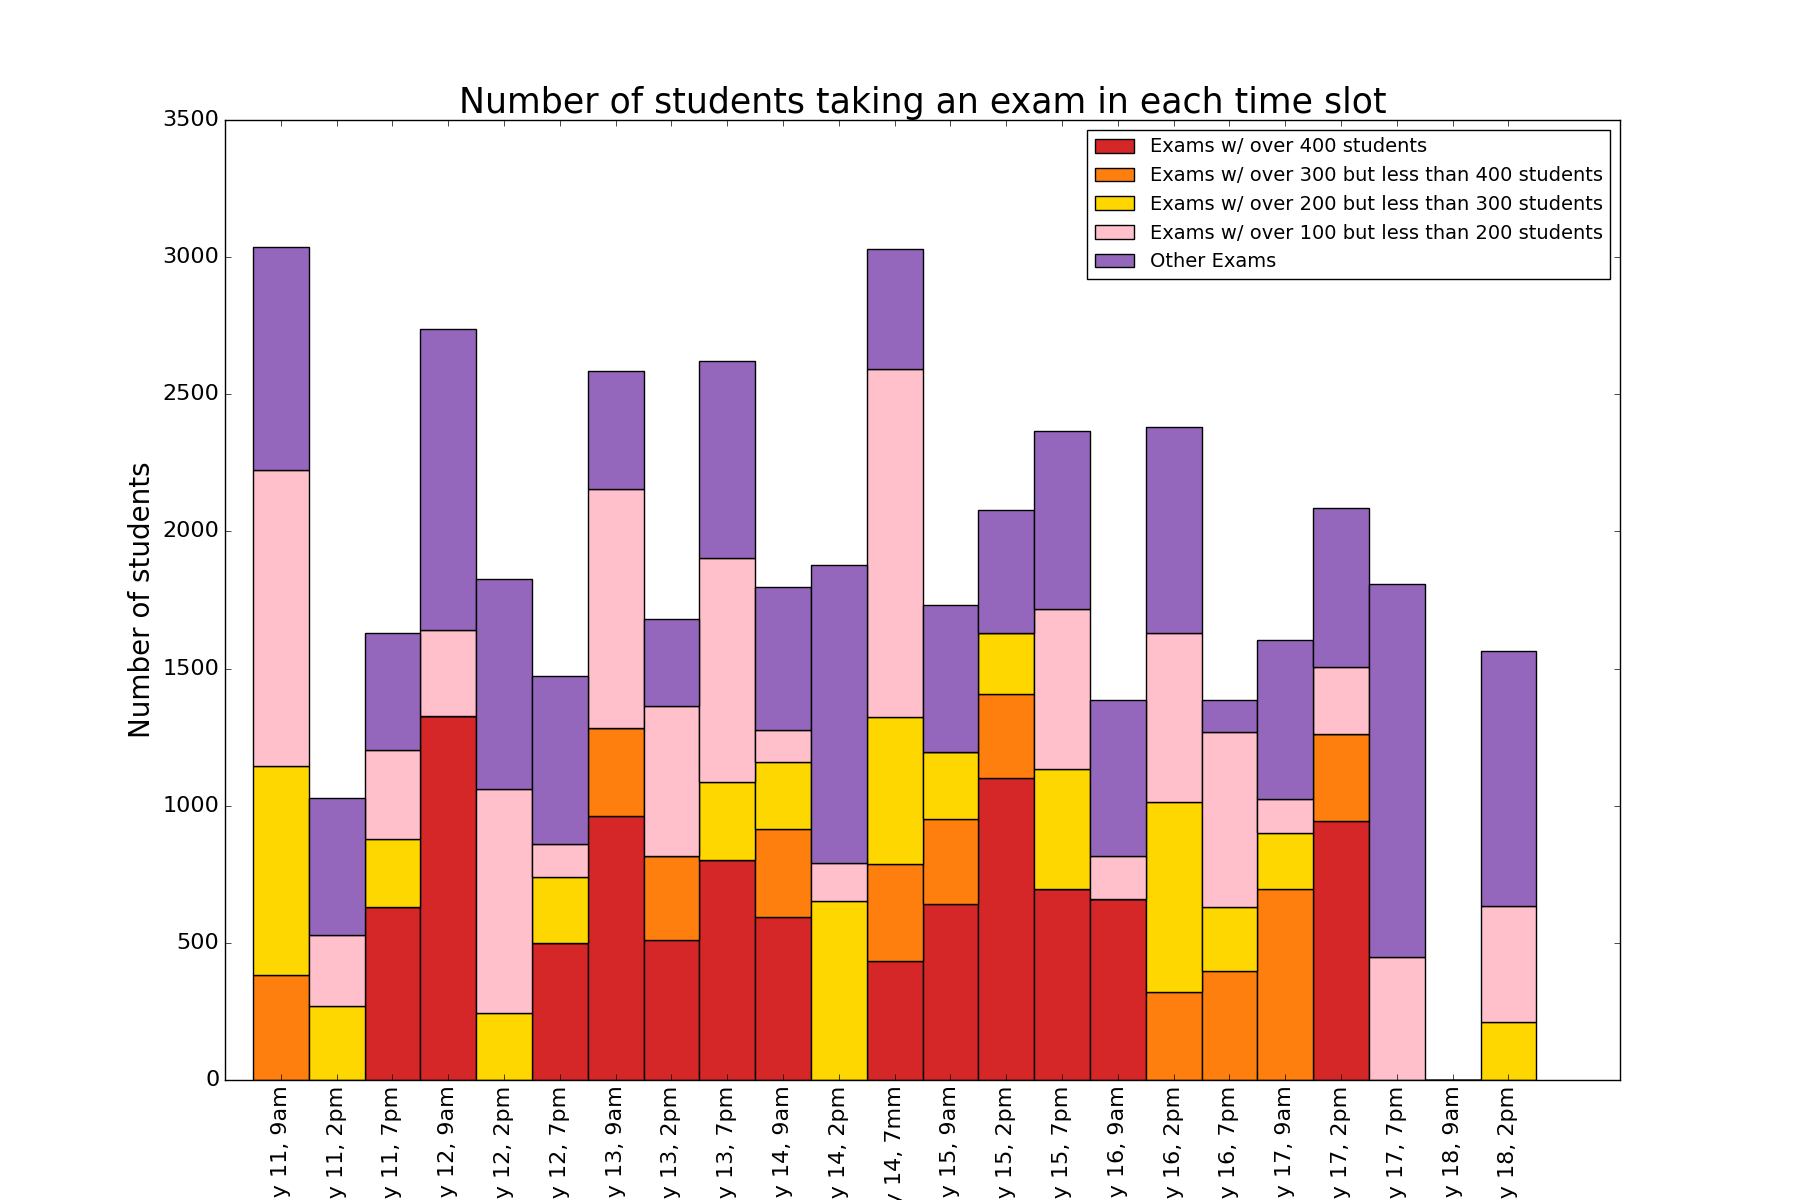 Number of students taking an exam in each time slot
Exams w/ over 400 students
Exams w/ over 300 but less than 400 students
Exams w/ over 200 but less than 300 students
Exams w/ over 100 but less than 200 students
Other Exams
Number of students
3500
3000
2500
2000
1500
1000
500
0
y 11, 9am
y 11, 2pm
y 11, 7pm
y 12, 9am
y 12, 2pm
y 12, 7pm
y 13, 9am
y 13, 2pm
y 13, 7pm
y 14, 9am
y 14, 2pm
y 14, 7mm
y 15, 9am
y 15, 2pm
y 15, 7pm
y 16, 9am
y 16, 2pm
y 16, 7pm
y 17, 9am
y 17, 2pm
y 17, 7pm
y 18, 9am
y 18, 2pm